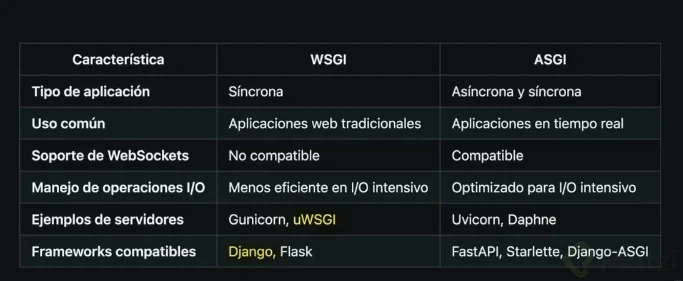 Característica WSGI ASGI
Tipo de aplicación Síncrona Asíncrona y síncrona
Uso común Aplicaciones web tradicionales Aplicaciones en tiempo real
Soporte de WebSockets No compatible Compatible
Manejo de operaciones I/O Menos eficiente en I/O intensivo Optimizado para I/O intensivo
Ejemplos de servidores Gunicorn, uWSGI Uvicorn, Daphne
Frameworks compatibles Django, Flask FastAPI, Starlette, Django-ASGI